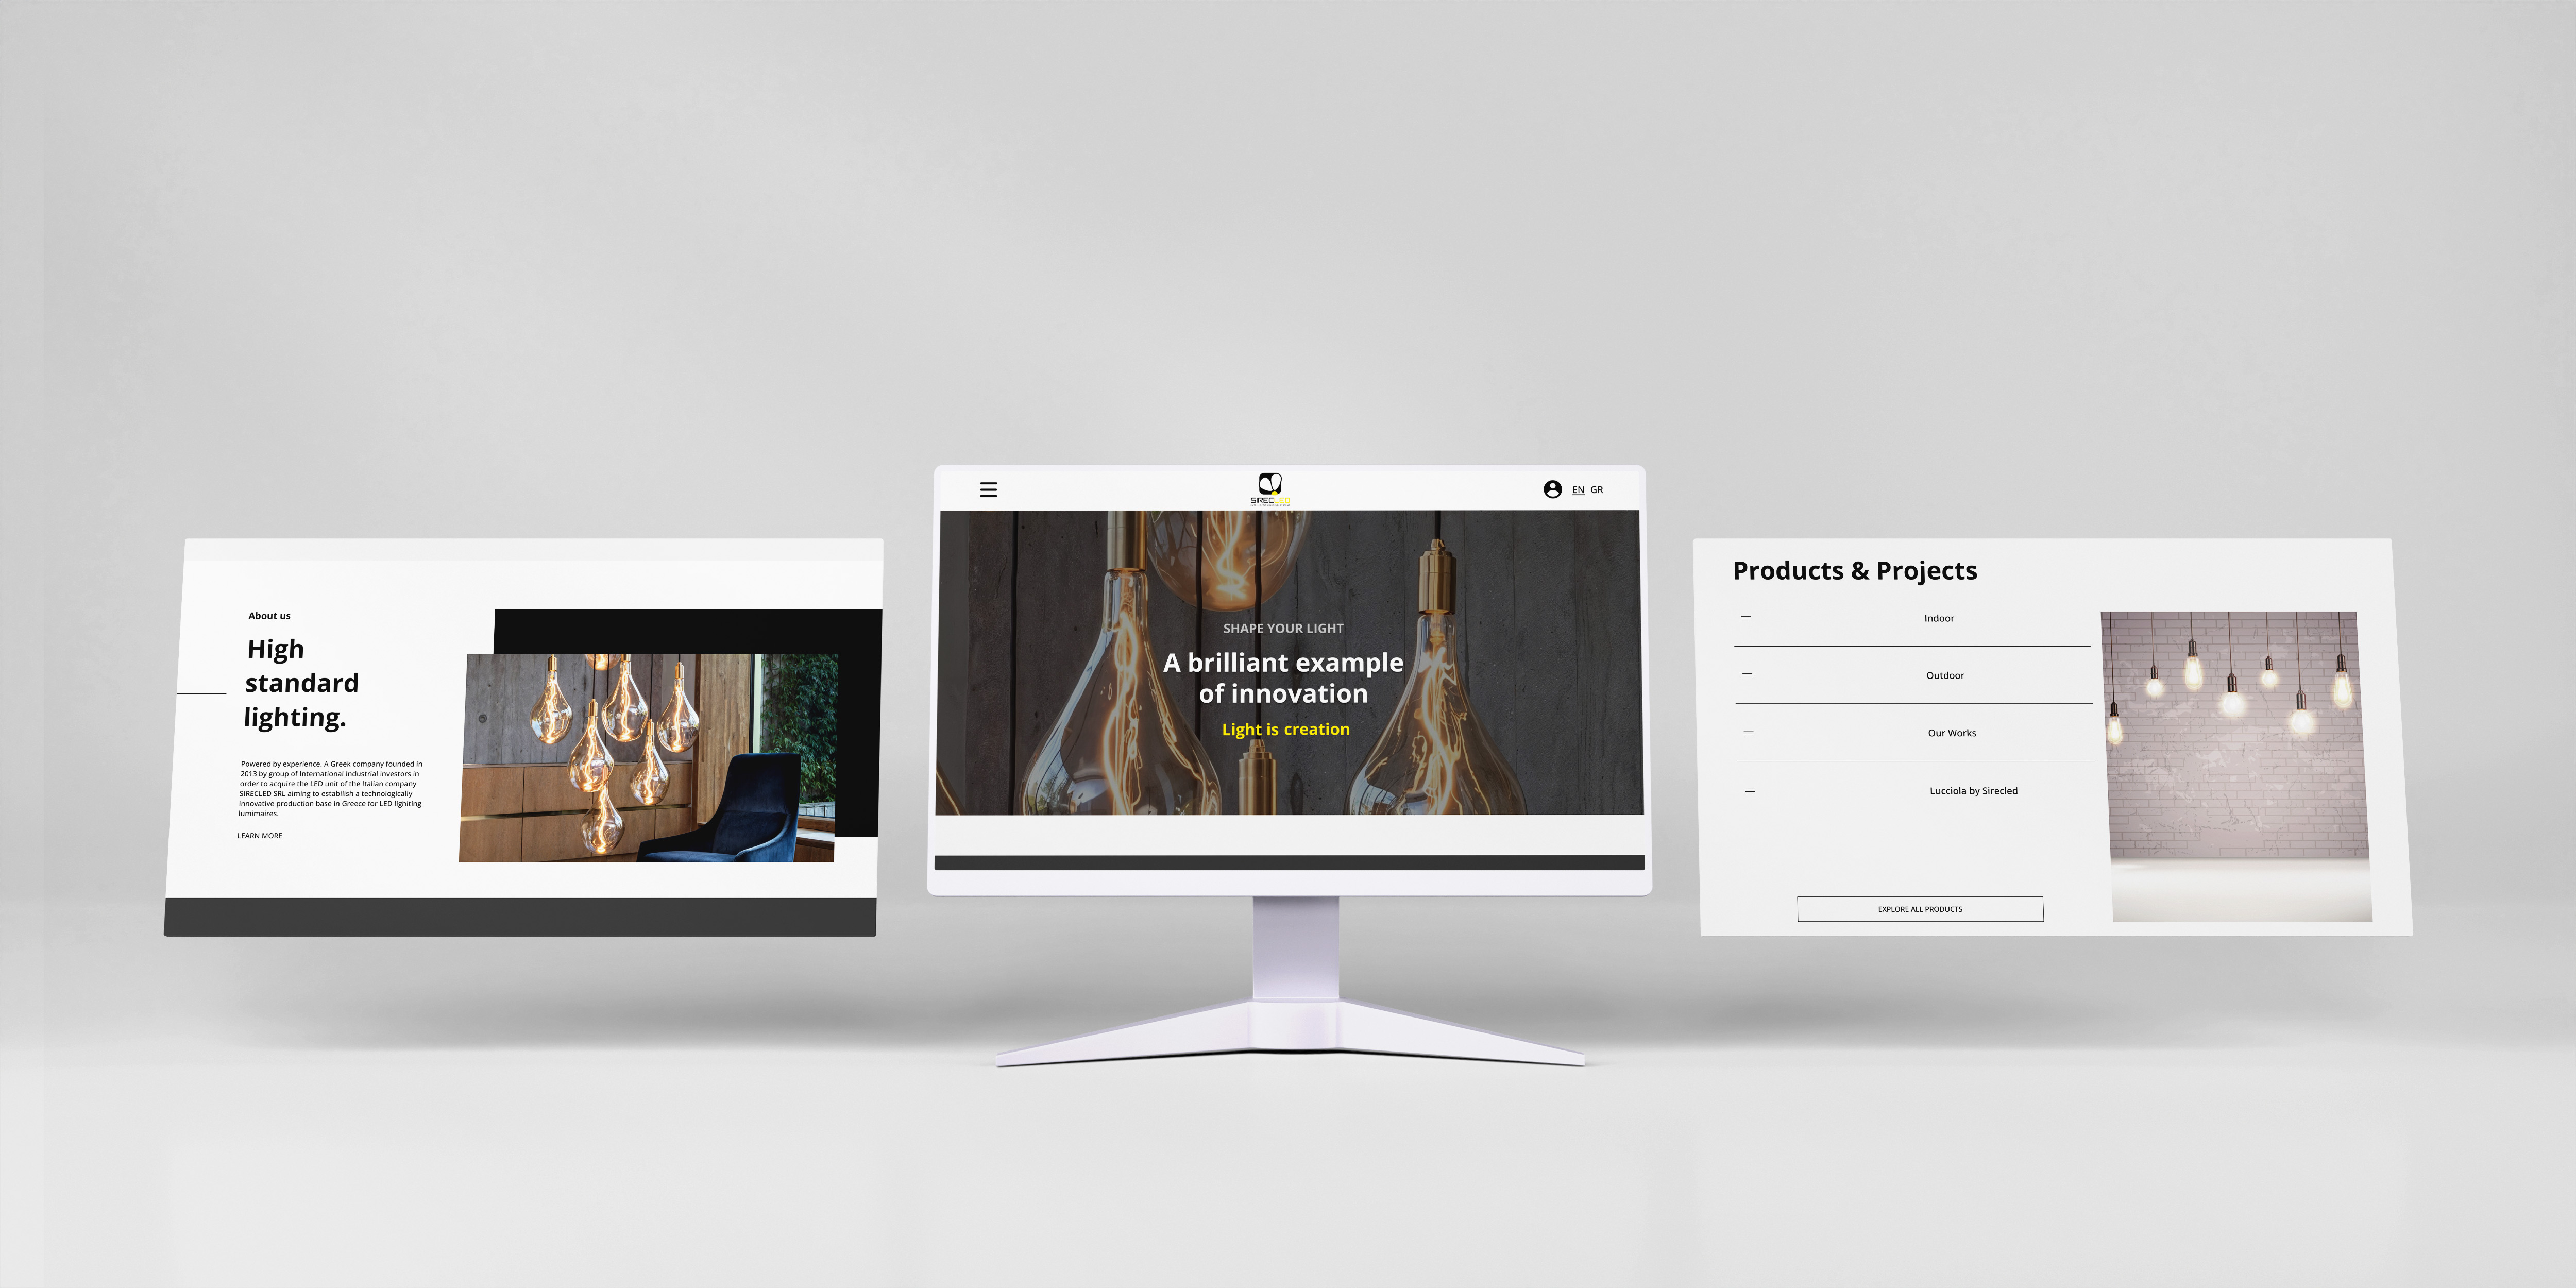 About us
High
standard
lighting.
Powered by experience. A Greek company founded in
2013 by group of International Industrial investors in
order to acquire the LED unit of the Italian company
SIRECLED SRL aiming to estabilish a technologically
innovative production base in Greece for LED lighiting
lumimaires.
LEARN MORE
SIRECLED
EN GR
SHAPE YOUR LIGHT
A brilliant example
of innovation
Light is creation
Products & Projects
Indoor
Outdoor
Our Works
Lucciola by Sirecled
EXPLORE ALL PRODUCTS